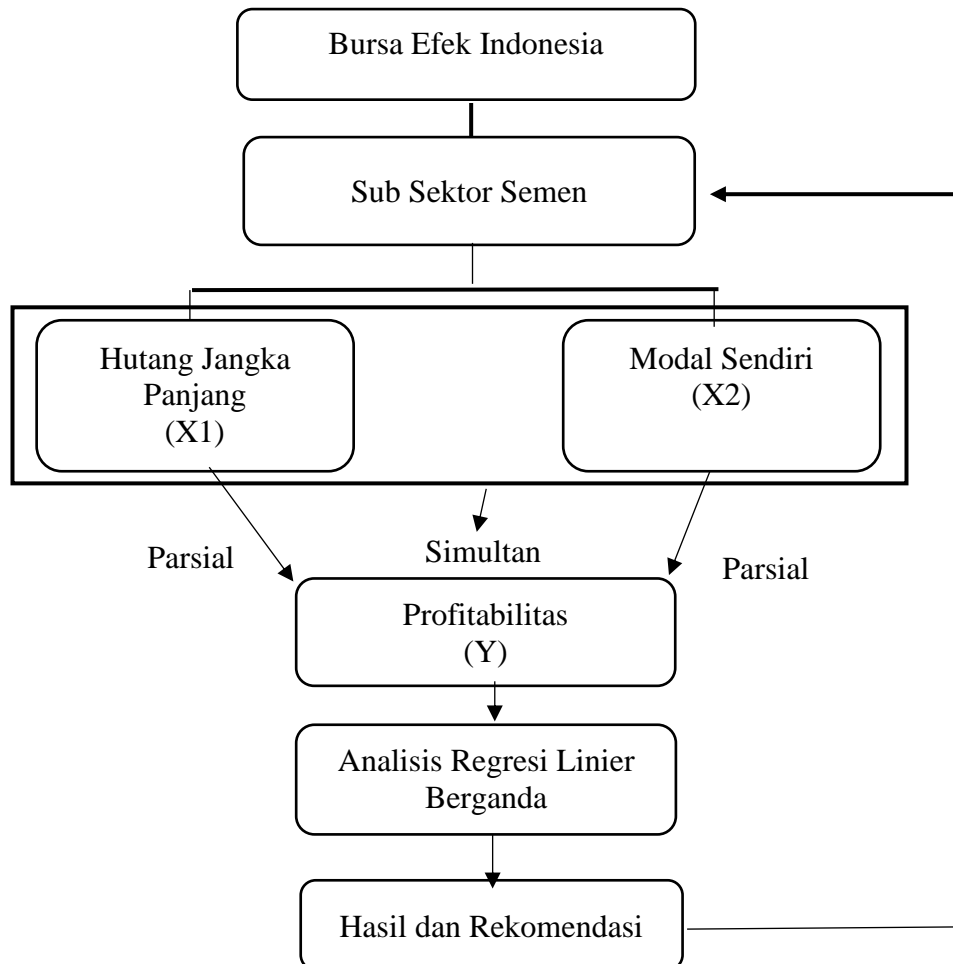 Bursa Efek Indonesia
Sub Sektor Semen
Hutang Jangka
Panjang
(X1)
Modal Sendiri
(X2)
Parsial
Simultan
Parsial
Profitabilitas
(Y)
Analisis Regresi Linier
Berganda
Hasil dan Rekomendasi